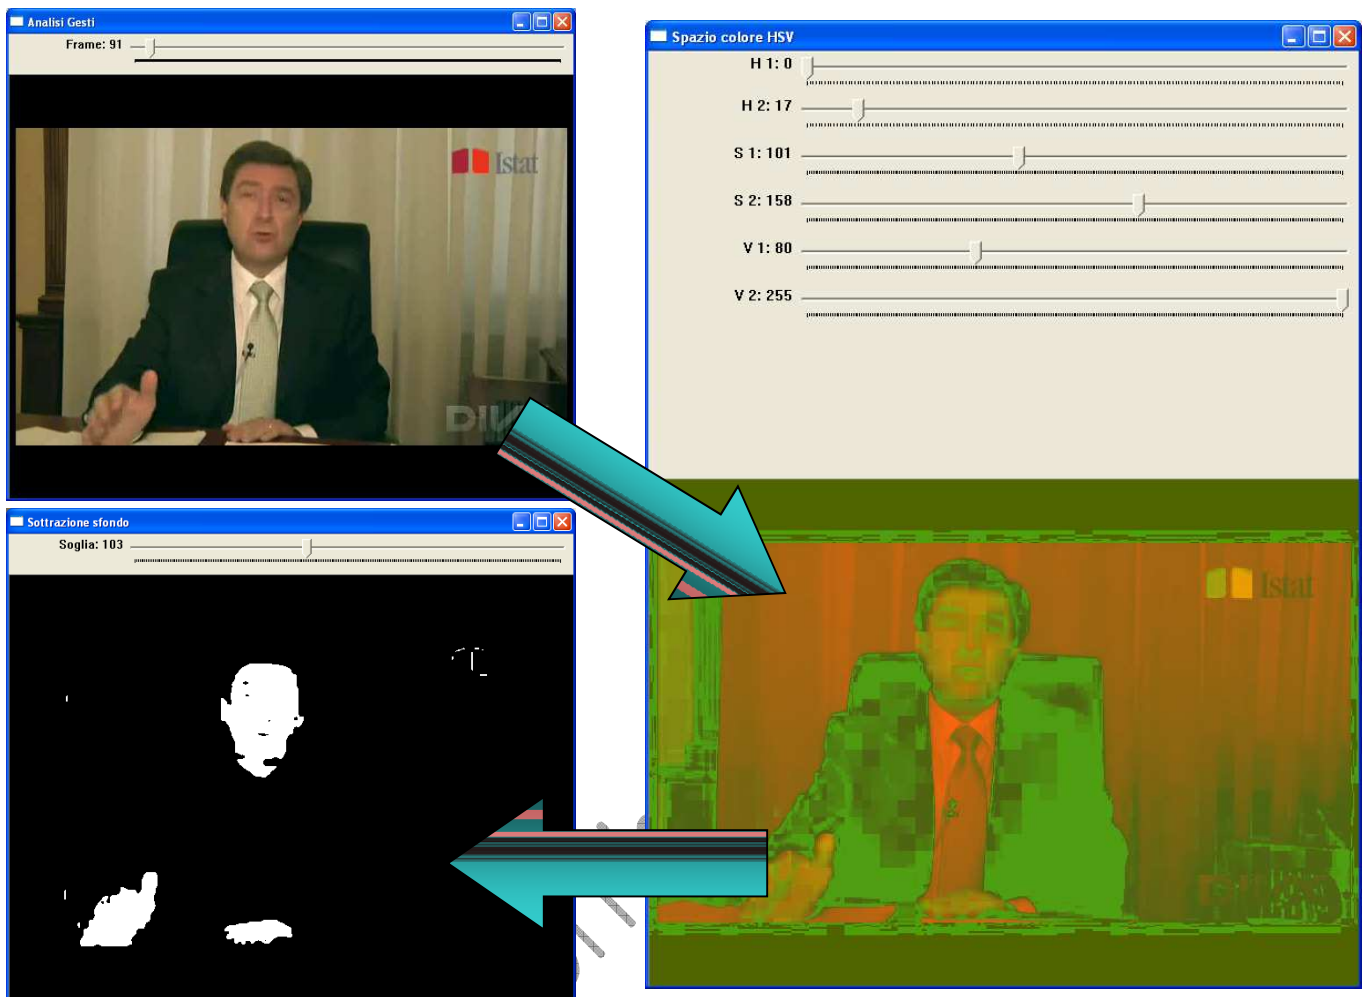 Analisi Gesti
Frame: 91
Istat
Sottrazione sfondo
Soglia: 103
Spazio colore HSV
H 1: 0
H 2: 17
S 1: 101
S 2: 158
V 1: 80
V 2: 255
Istat